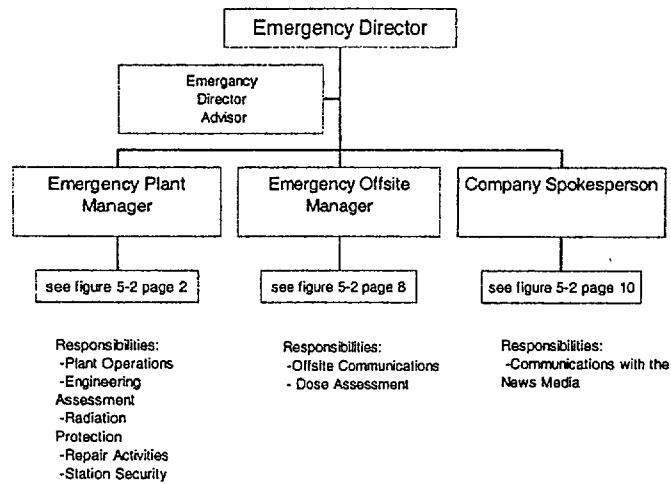 Emergency Director
Emergancy
Director
Advisor
Emergency Plant
Manager
Emergency Offsite
Manager
Company Spokesperson
see figure 5-2 page 2
see figure 5-2 page 8
see figure 5-2 page 10
Responsibilities:
-Plant Operations
-Engineering
Assessment
-Radiation
Protection
-Repair Activities
-Station Security
Responsibilities:
-Offsite Communications
- Dose Assessment
Responsibilities:
-Communications with the
News Media